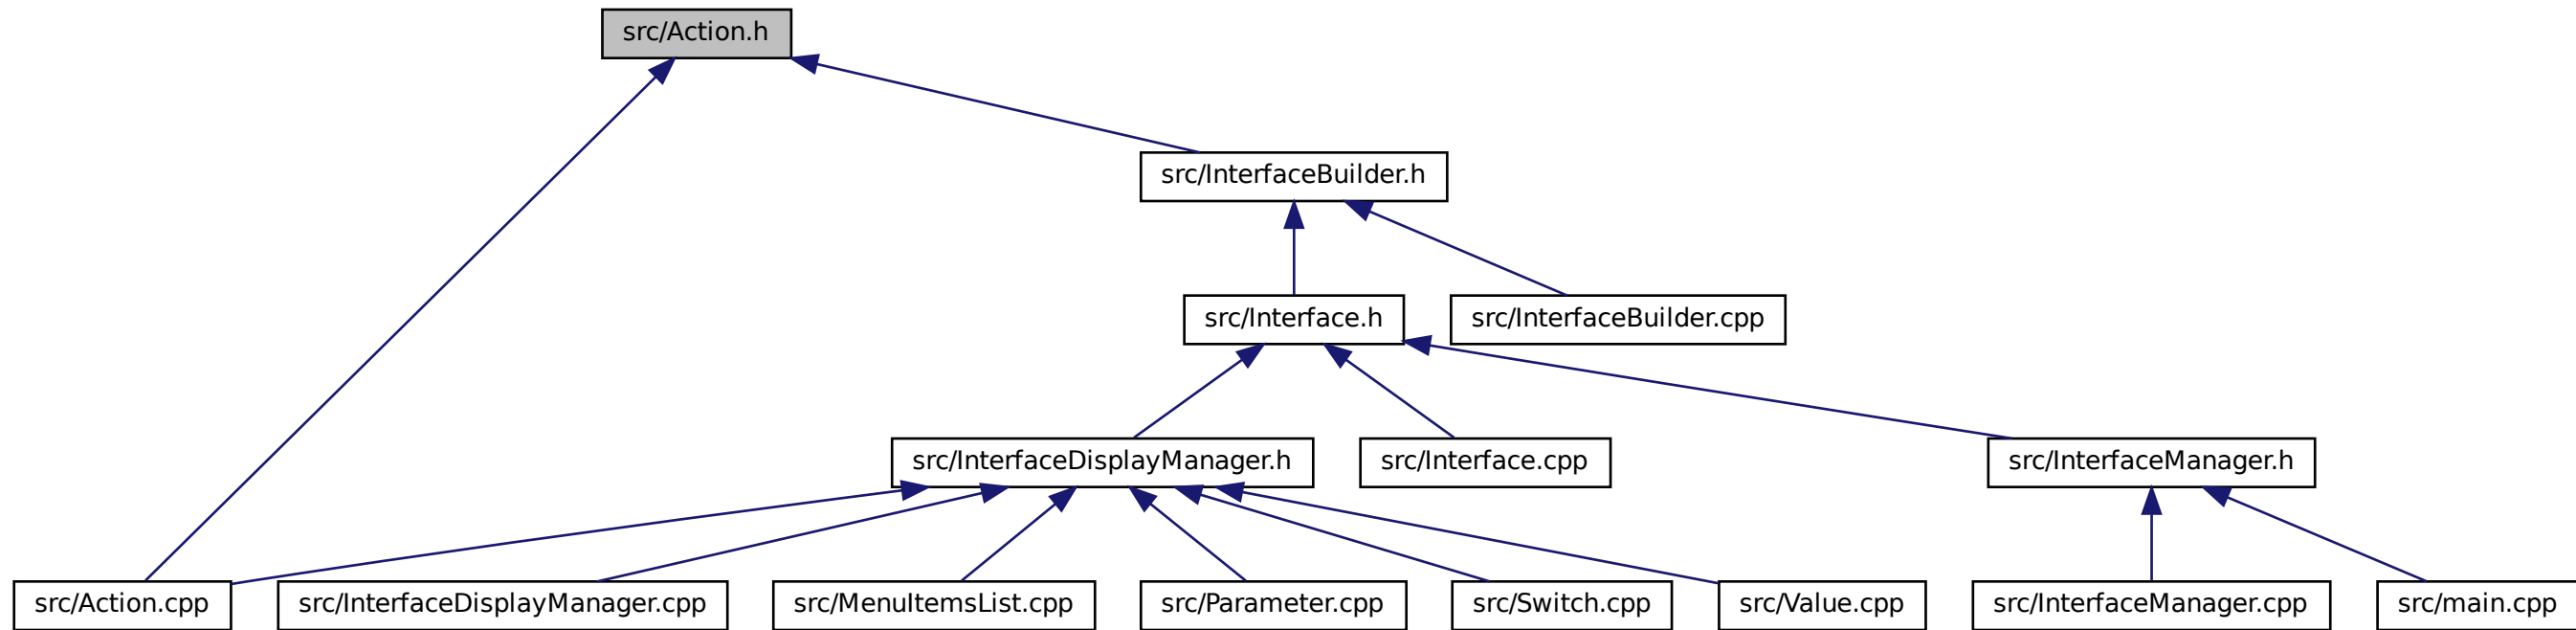 src/Action.h
src/InterfaceBuilder.h
src/Interface.h
src/InterfaceBuilder.cpp
src/InterfaceDisplayManager.h
src/Interface.cpp
src/InterfaceManager.h
src/Action.cpp
src/InterfaceDisplayManager.cpp
src/MenuItemsList.cpp
src/Parameter.cpp
src/Switch.cpp
src/Value.cpp
src/InterfaceManager.cpp
src/main.cpp